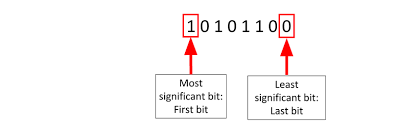 1 0 1 0 1 1 0 0
Most
significant bit:
First bit
Least
significant bit:
Last bit